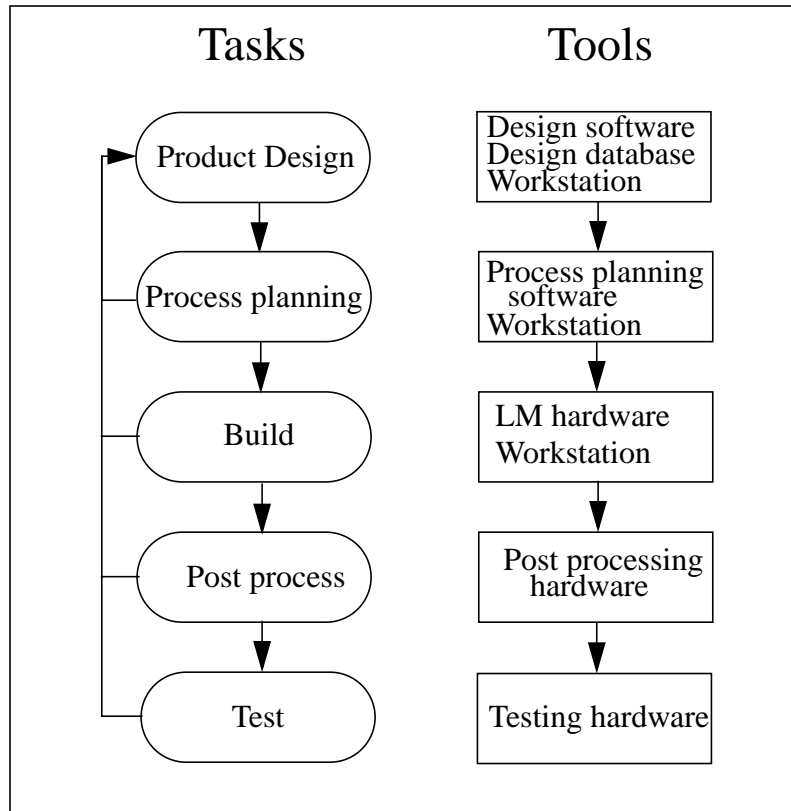 Tasks
Product Design
Process planning
Build
Post process
Test
Tools
Design software
Design database
Workstation
Process planning
software
Workstation
LM hardware
Workstation
Post processing
hardware
Testing hardware